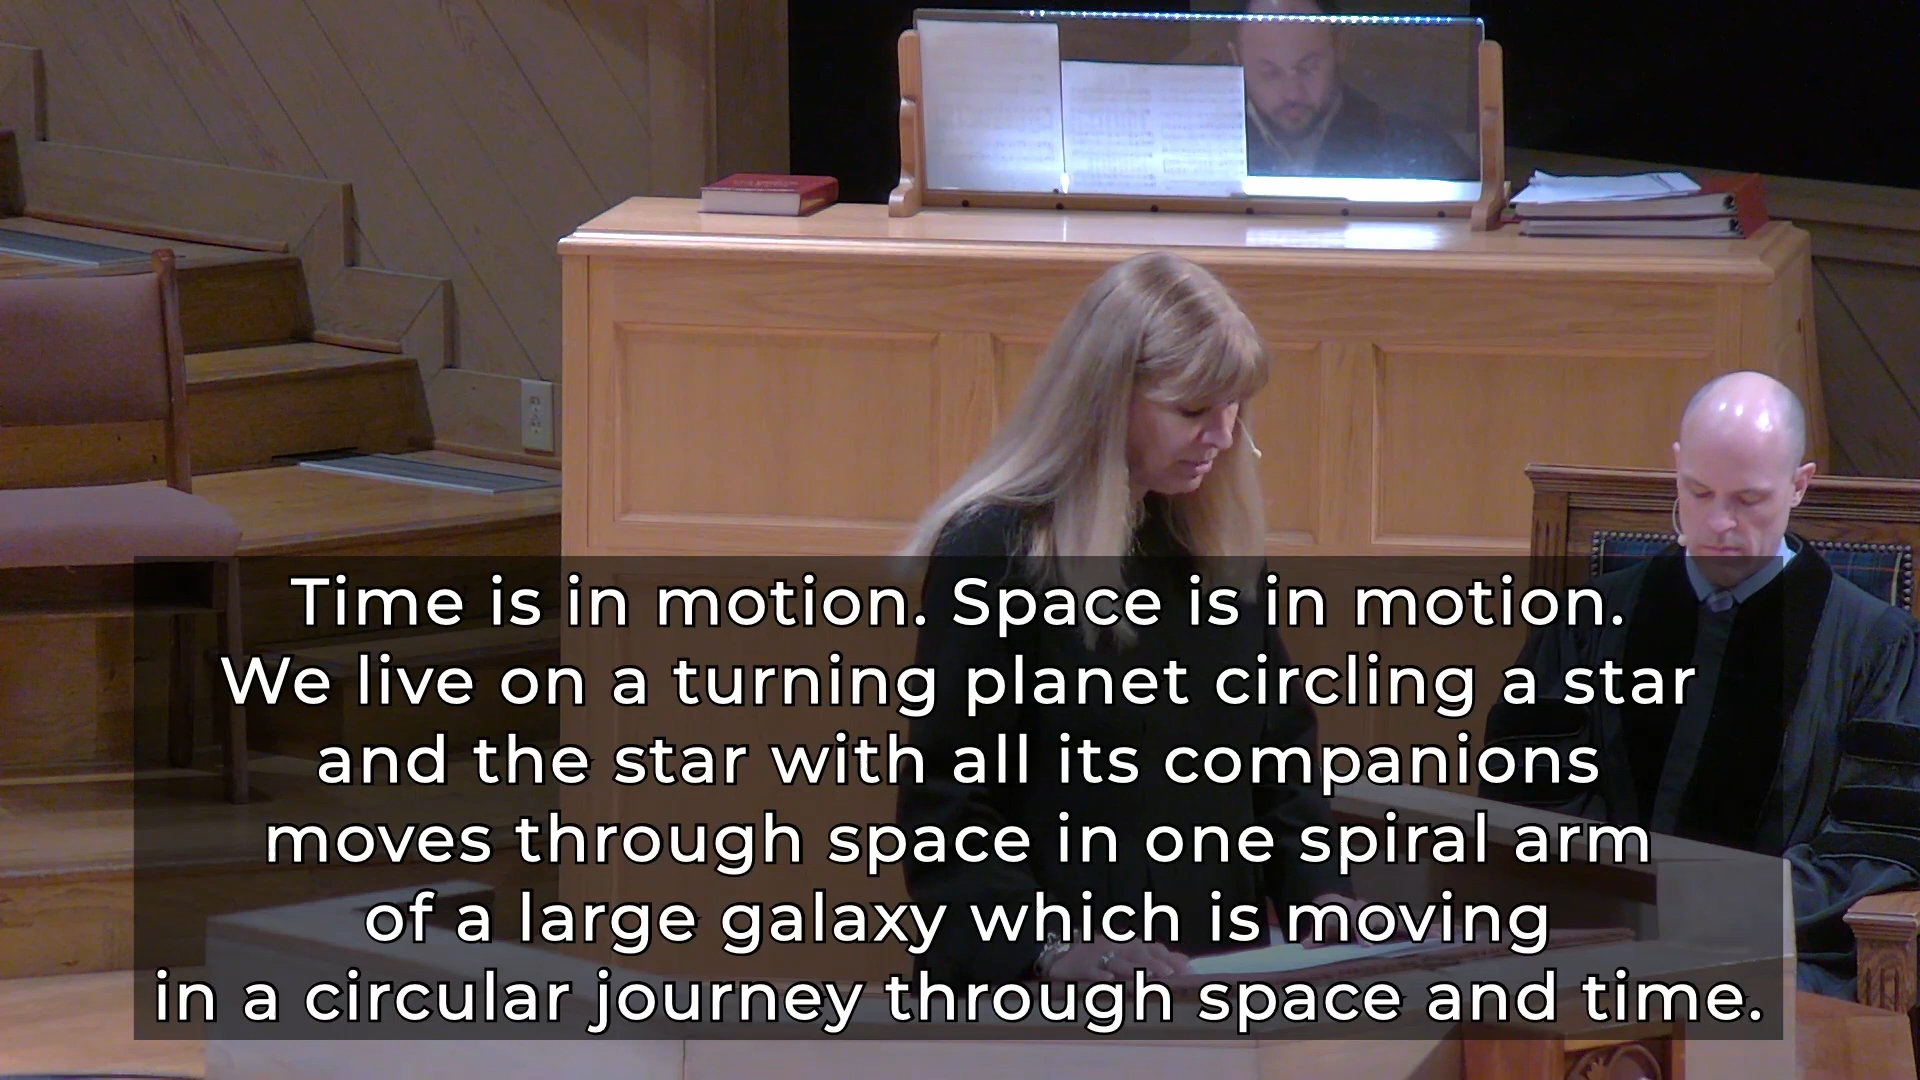 Time is in motion. Space is in motion.
We live on a turning planet circling a star
and the star with all its companions
moves through space in one spiral arm
of a large galaxy which is moving
in a circular journey through space and time.